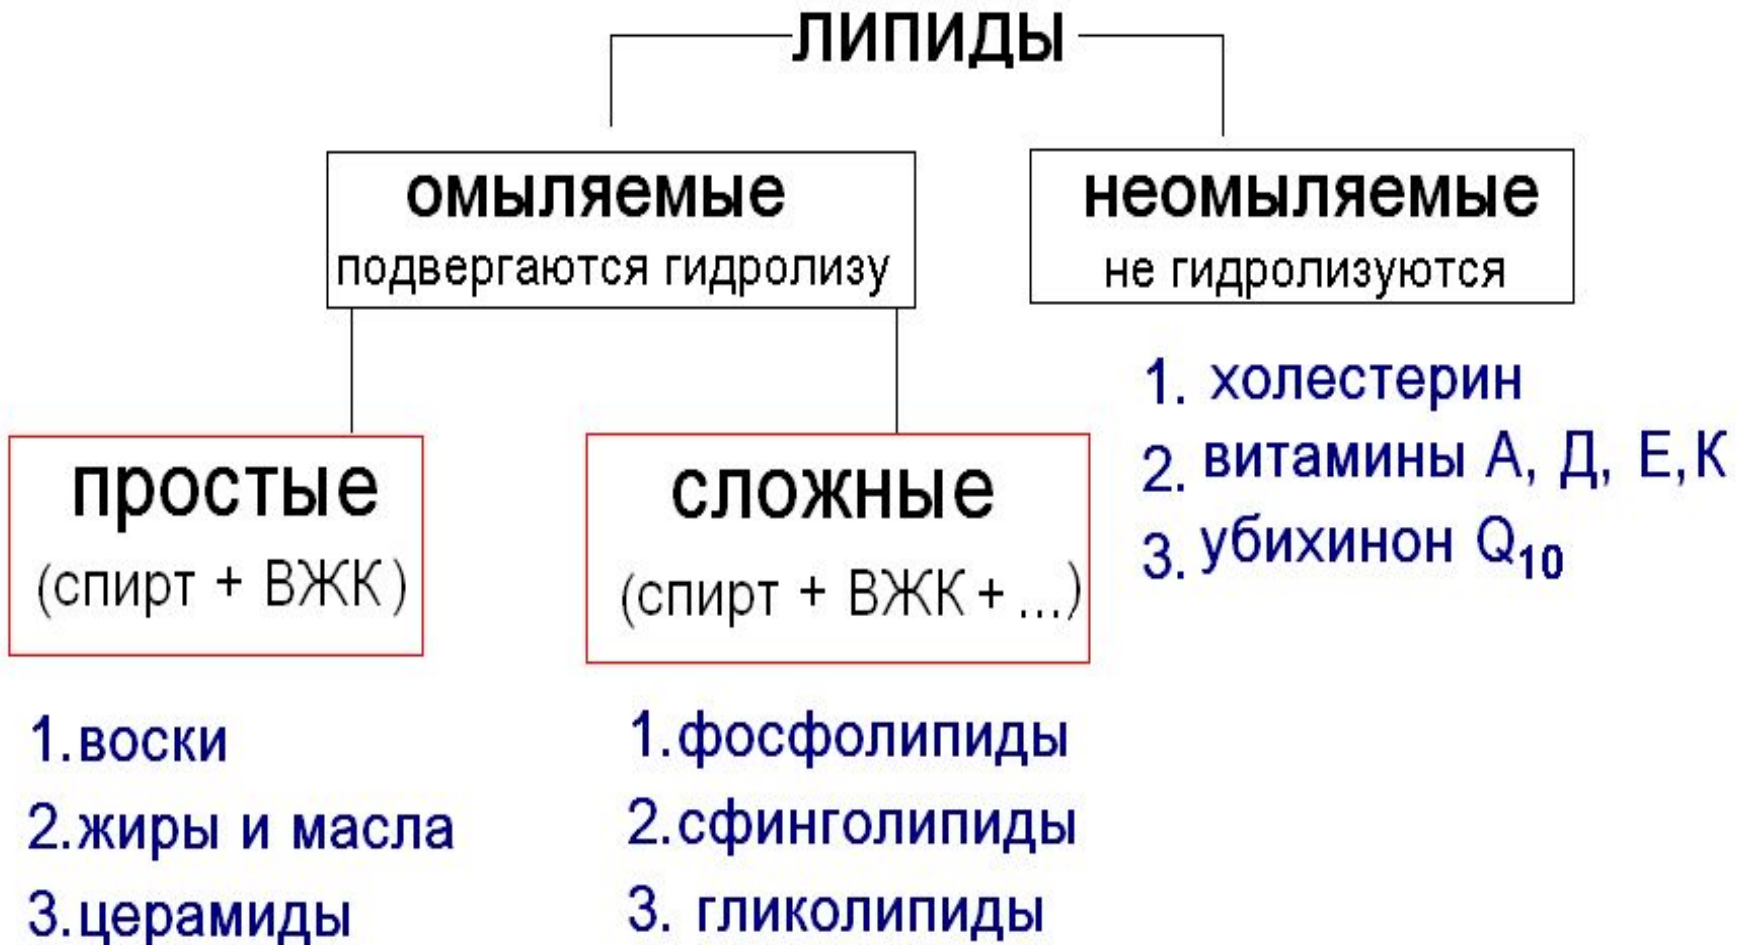 липиды
омыляемые
подвергаются гидролизу
неомыляемые
не гидролизуются
1. холестерин
2. витамины А, Д, Е,К
3. убихинон Q10
простые
(спирт + ВЖК)
сложные
(спирт + ВЖК+ ...)
1.воски
2.жиры и масла
3.церамиды
1.фосфолипиды
2.сфинголипиды
3. гликолипиды